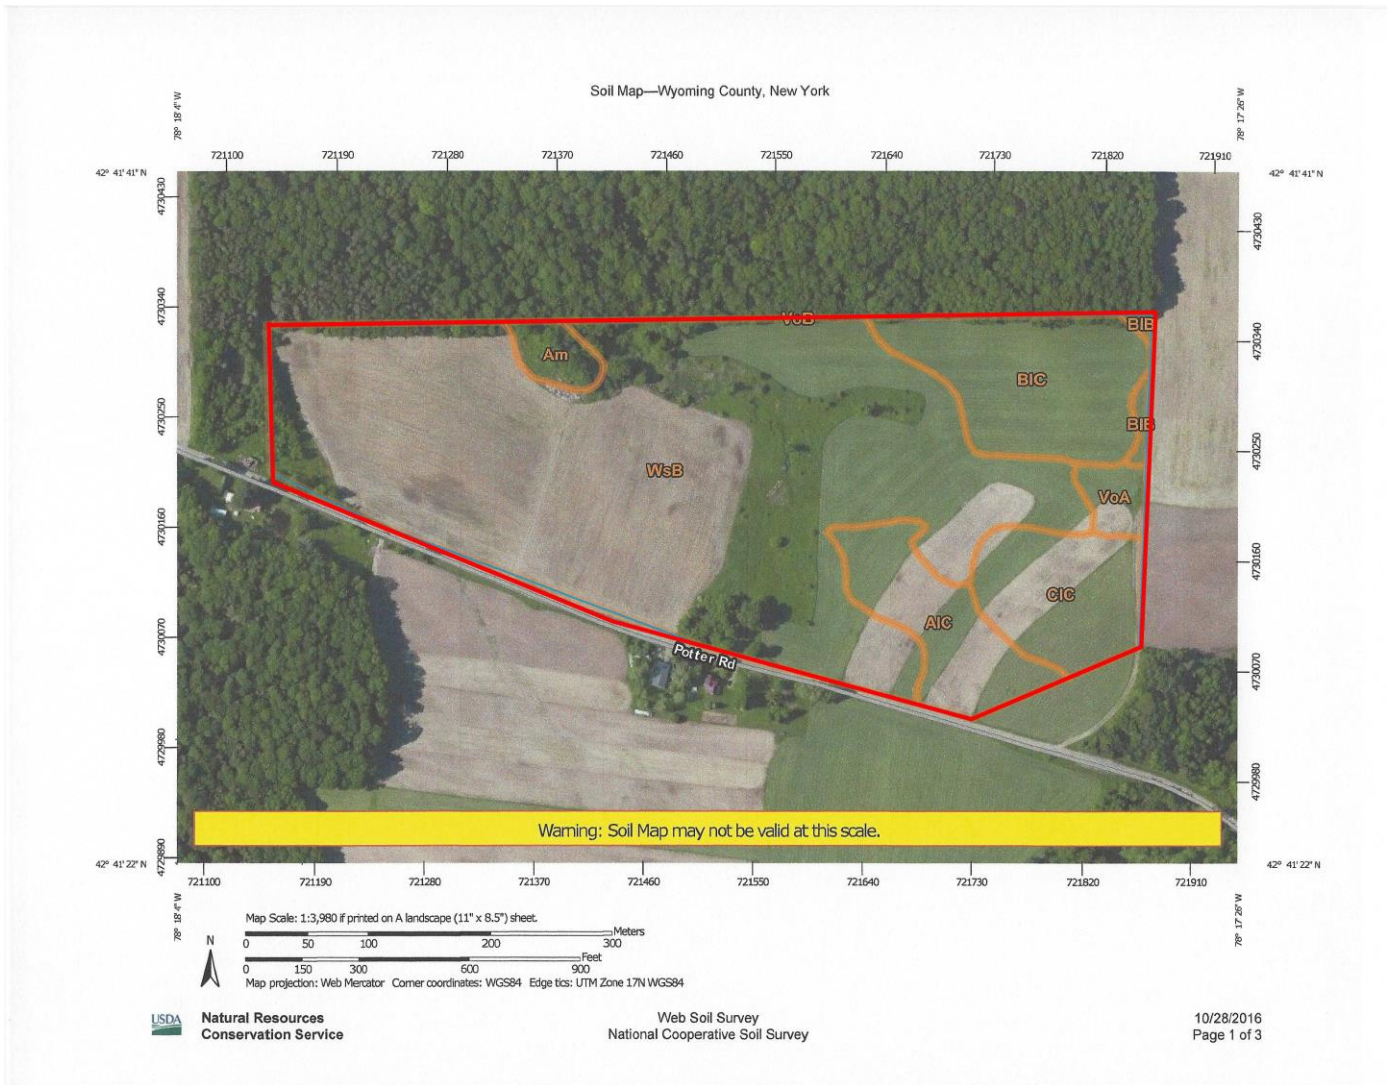 Soil Map—Wyoming County, New York
78° 18' 4" W
78° 17' 26" W
721100 721190 721280 721370 721460 721550 721640 721730 721820 721910
42° 41' 41" N
42° 41' 41" N
4730430
4730430
4730340
4730340
4730250
4730250
4730160
4730160
4730070
4730070
4729980
4729980
4729890
VoB
BlB
Am
BlC
BlB
WsB
VoA
ClC
AlC
Potter Rd
Warning: Soil Map may not be valid at this scale.
42° 41' 22" N
42° 41' 22" N
721100 721190 721280 721370 721460 721550 721640 721730 721820 721910
78° 18' 4" W
78° 17' 26" W
Map Scale: 1:3,980 if printed on A landscape (11" x 8.5") sheet.
N
Meters
0 50 100 200 300
Feet
0 150 300 600 900
Map projection: Web Mercator Corner coordinates: WGS84 Edge tics: UTM Zone 17N WGS84
USDA
Natural Resources
Conservation Service
Web Soil Survey
National Cooperative Soil Survey
10/28/2016
Page 1 of 3